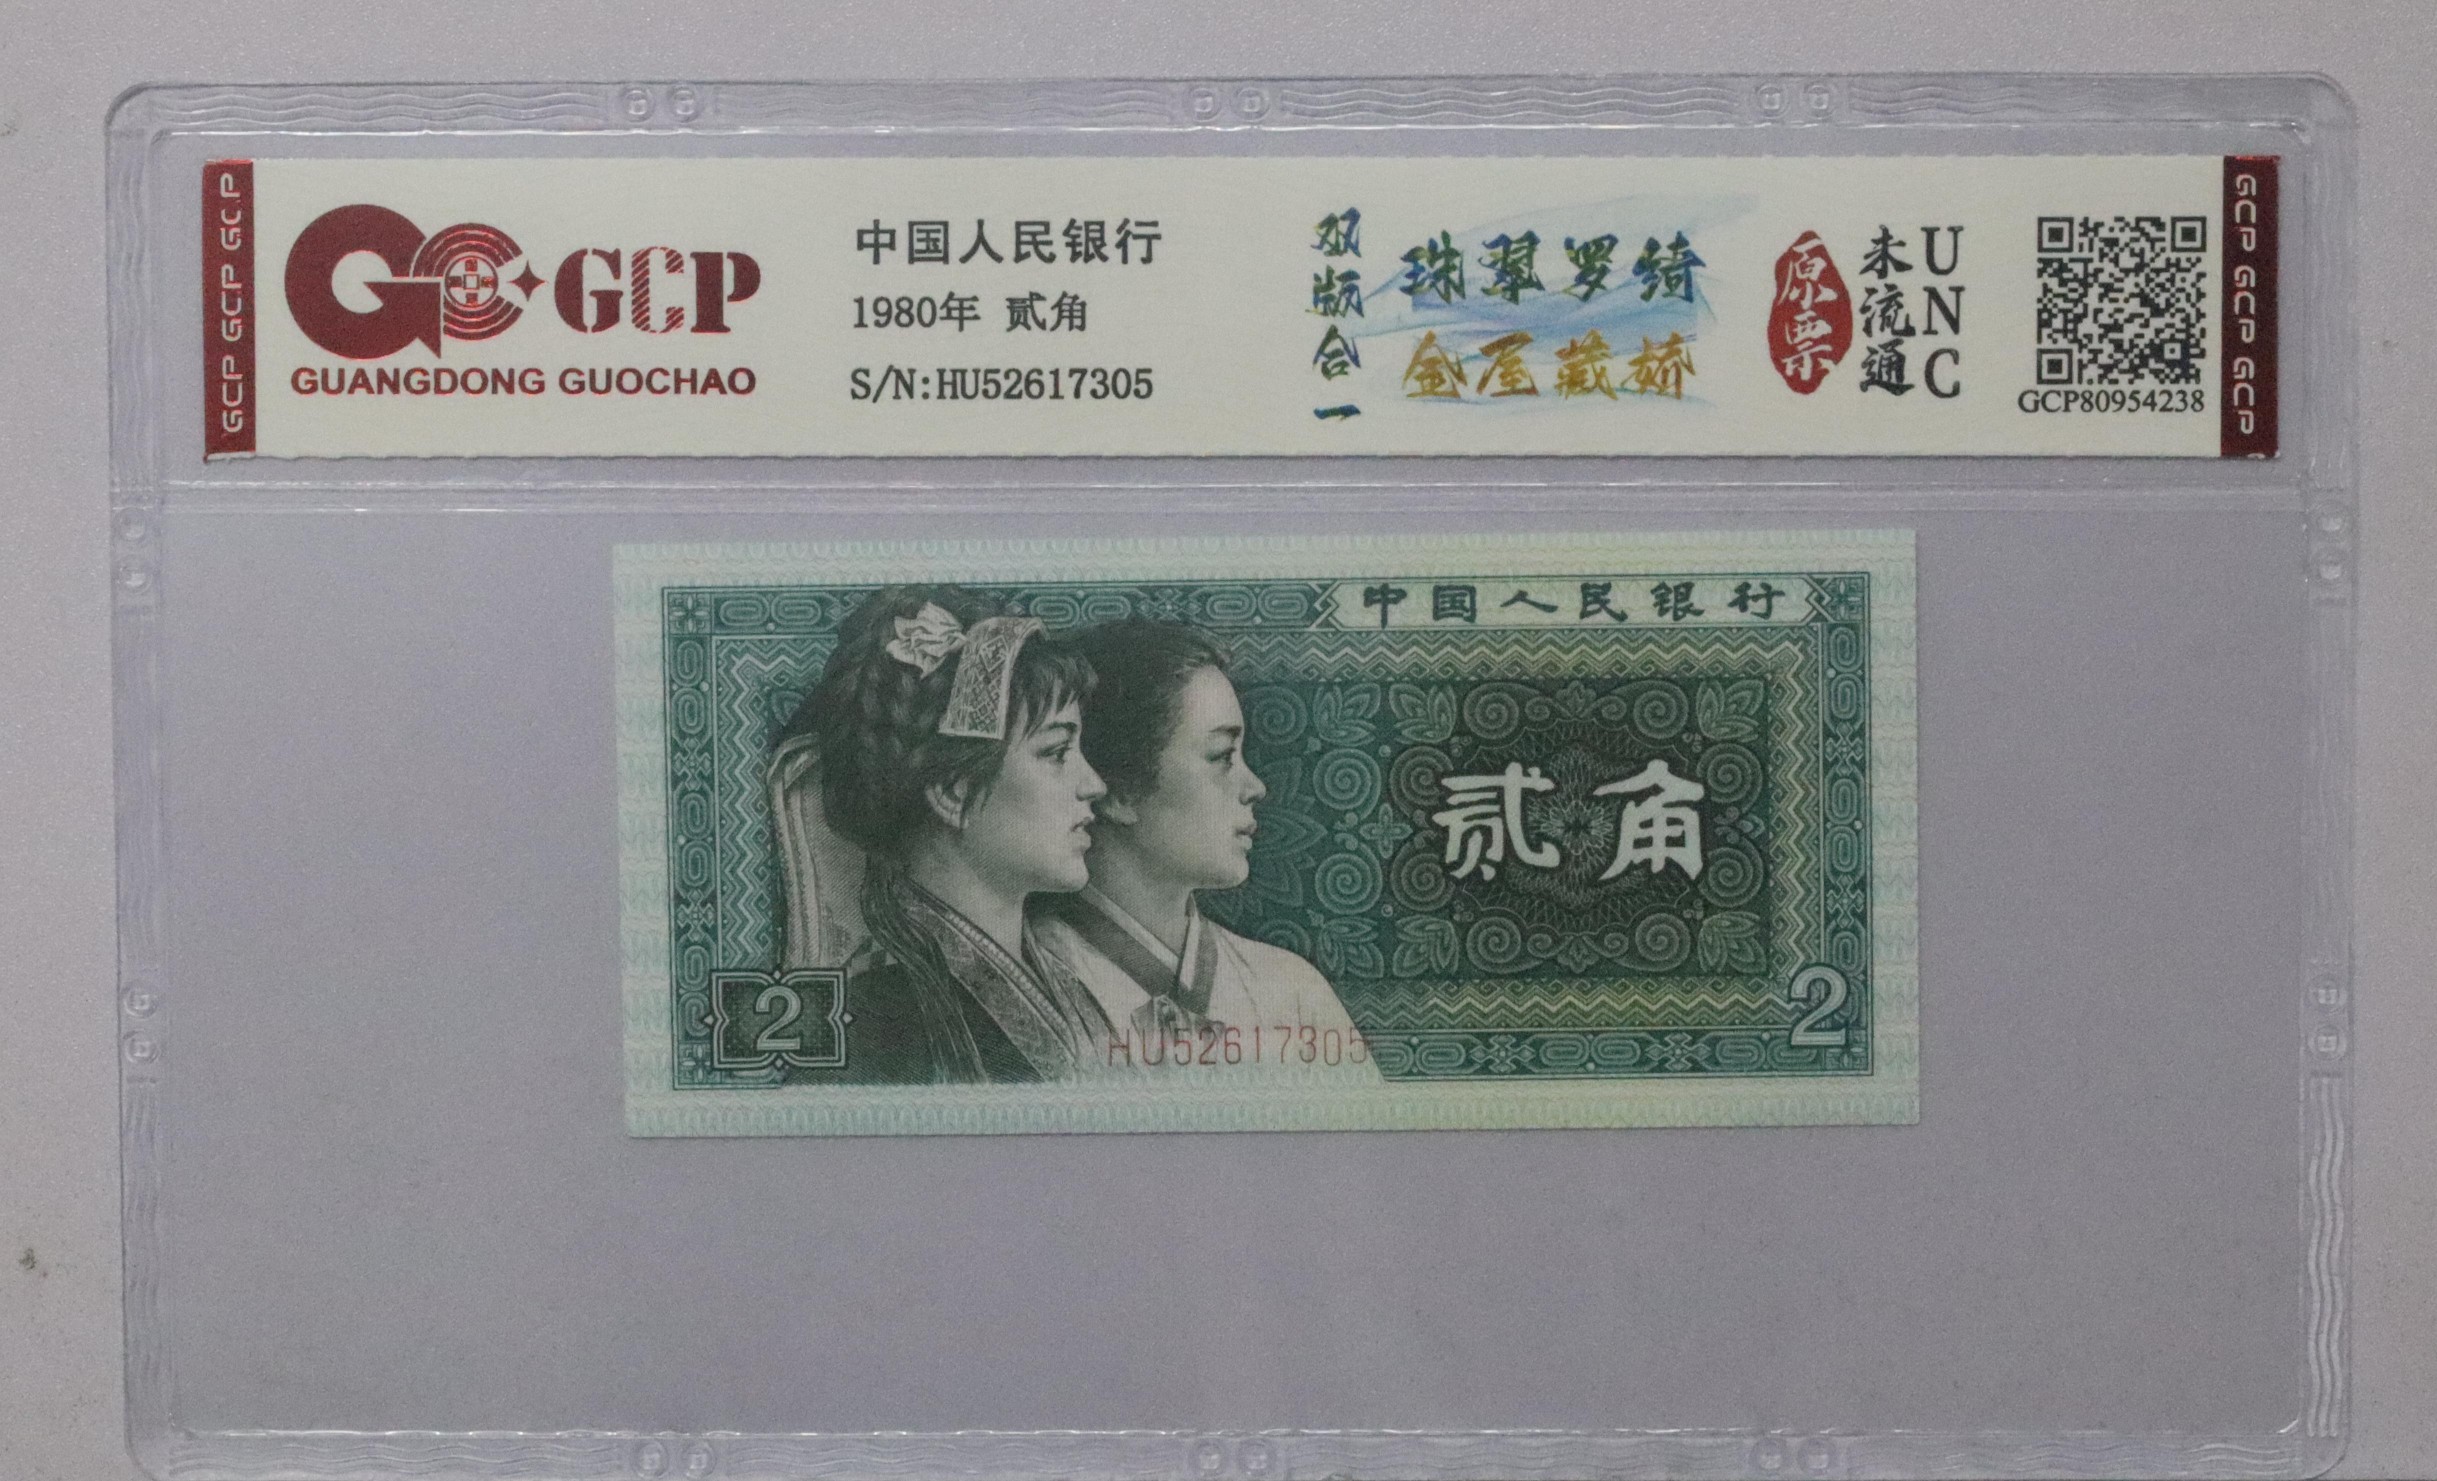 GCP GCP GCP
GCP
GUANGDONG GUOCHAO
中国人民银行
1980年 贰角
S/N:HU52617305
双版合一
珠翠罗绮
金屋藏娇
原票
未流通
UNC
GCP80954238
GCP GCP GCP
中国人民银行
贰角
2
2
HU52617305